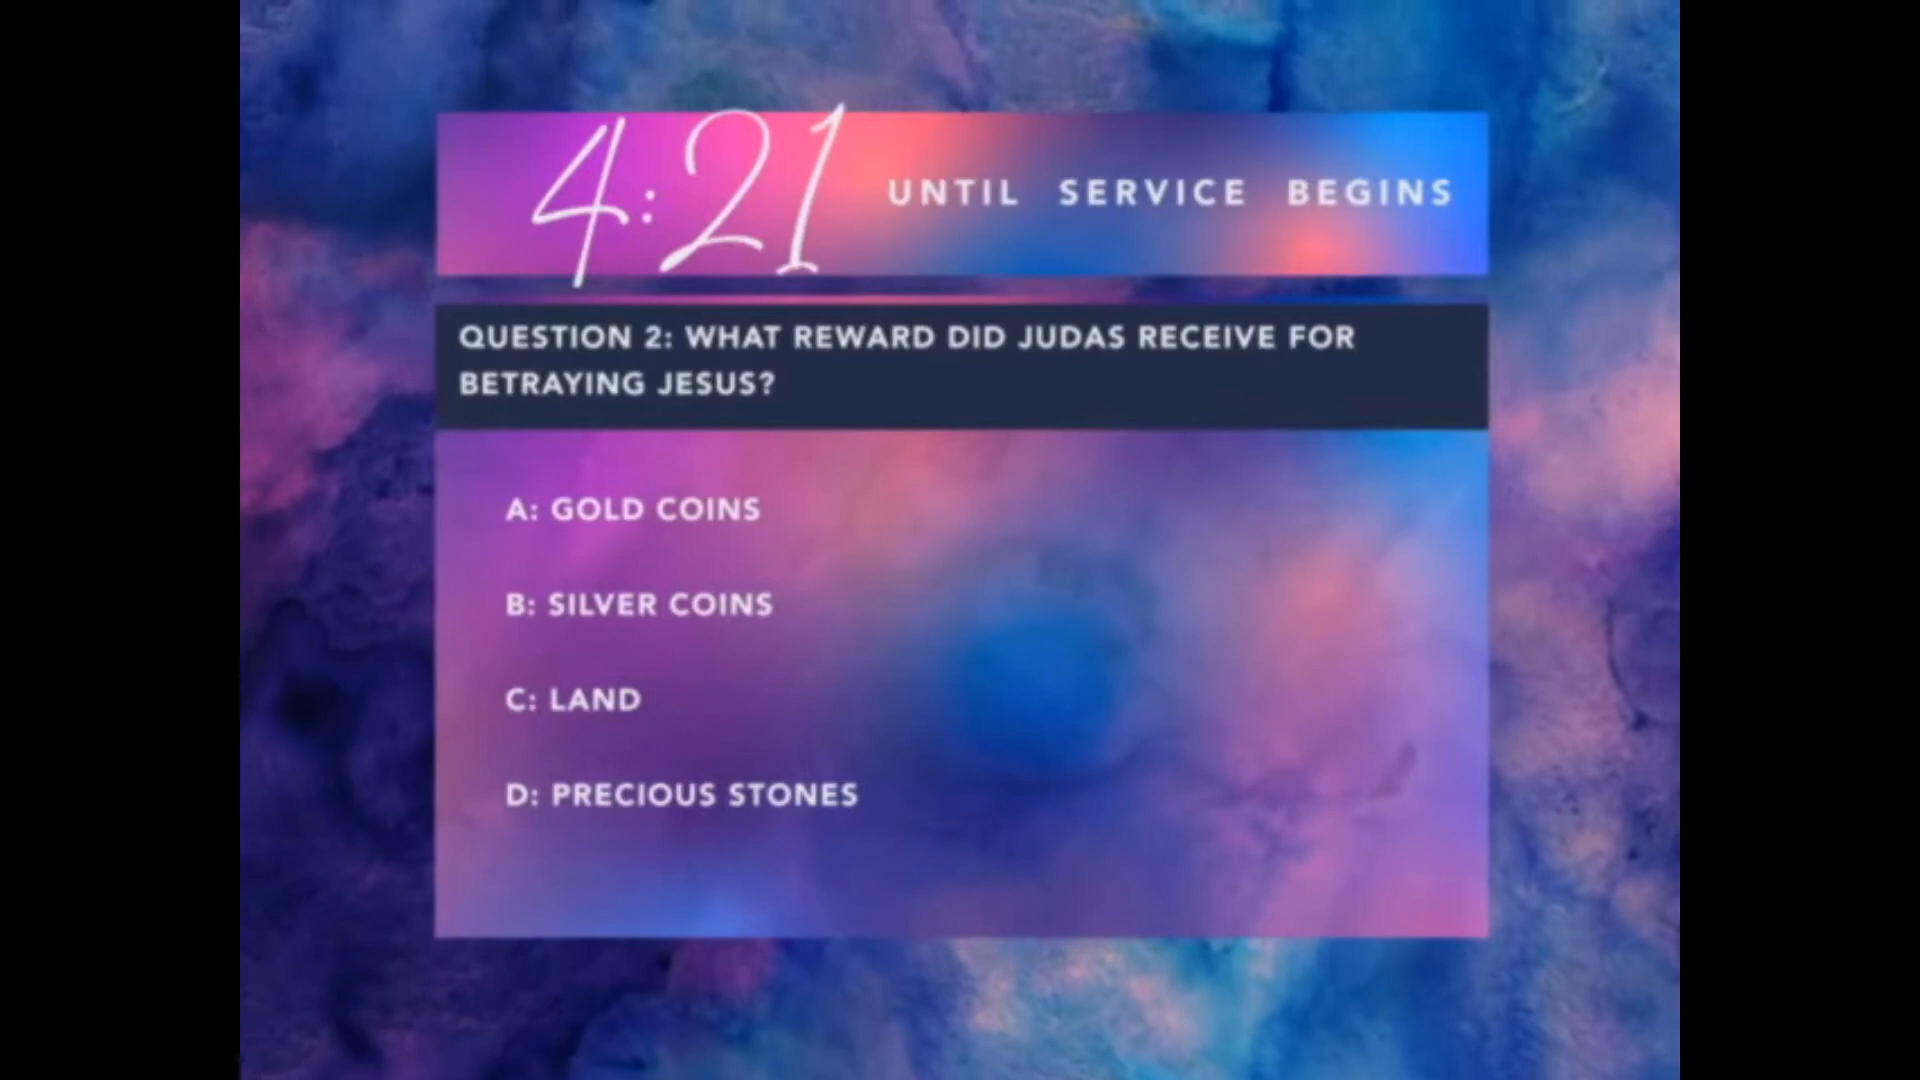 4:21 UNTIL SERVICE BEGINS
QUESTION 2: WHAT REWARD DID JUDAS RECEIVE FOR
BETRAYING JESUS?
A: GOLD COINS
B: SILVER COINS
C: LAND
D: PRECIOUS STONES